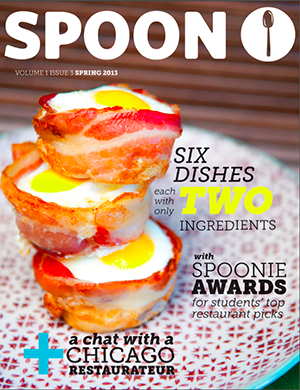 SPOON
VOLUME 1 ISSUE 3 SPRING 2013
SIX
DISHES
each
with
only
TWO
INGREDIENTS
with
SPOONIE
AWARDS
for students' top
restaurant picks
+
a chat with a
CHICAGO
RESTAURATEUR